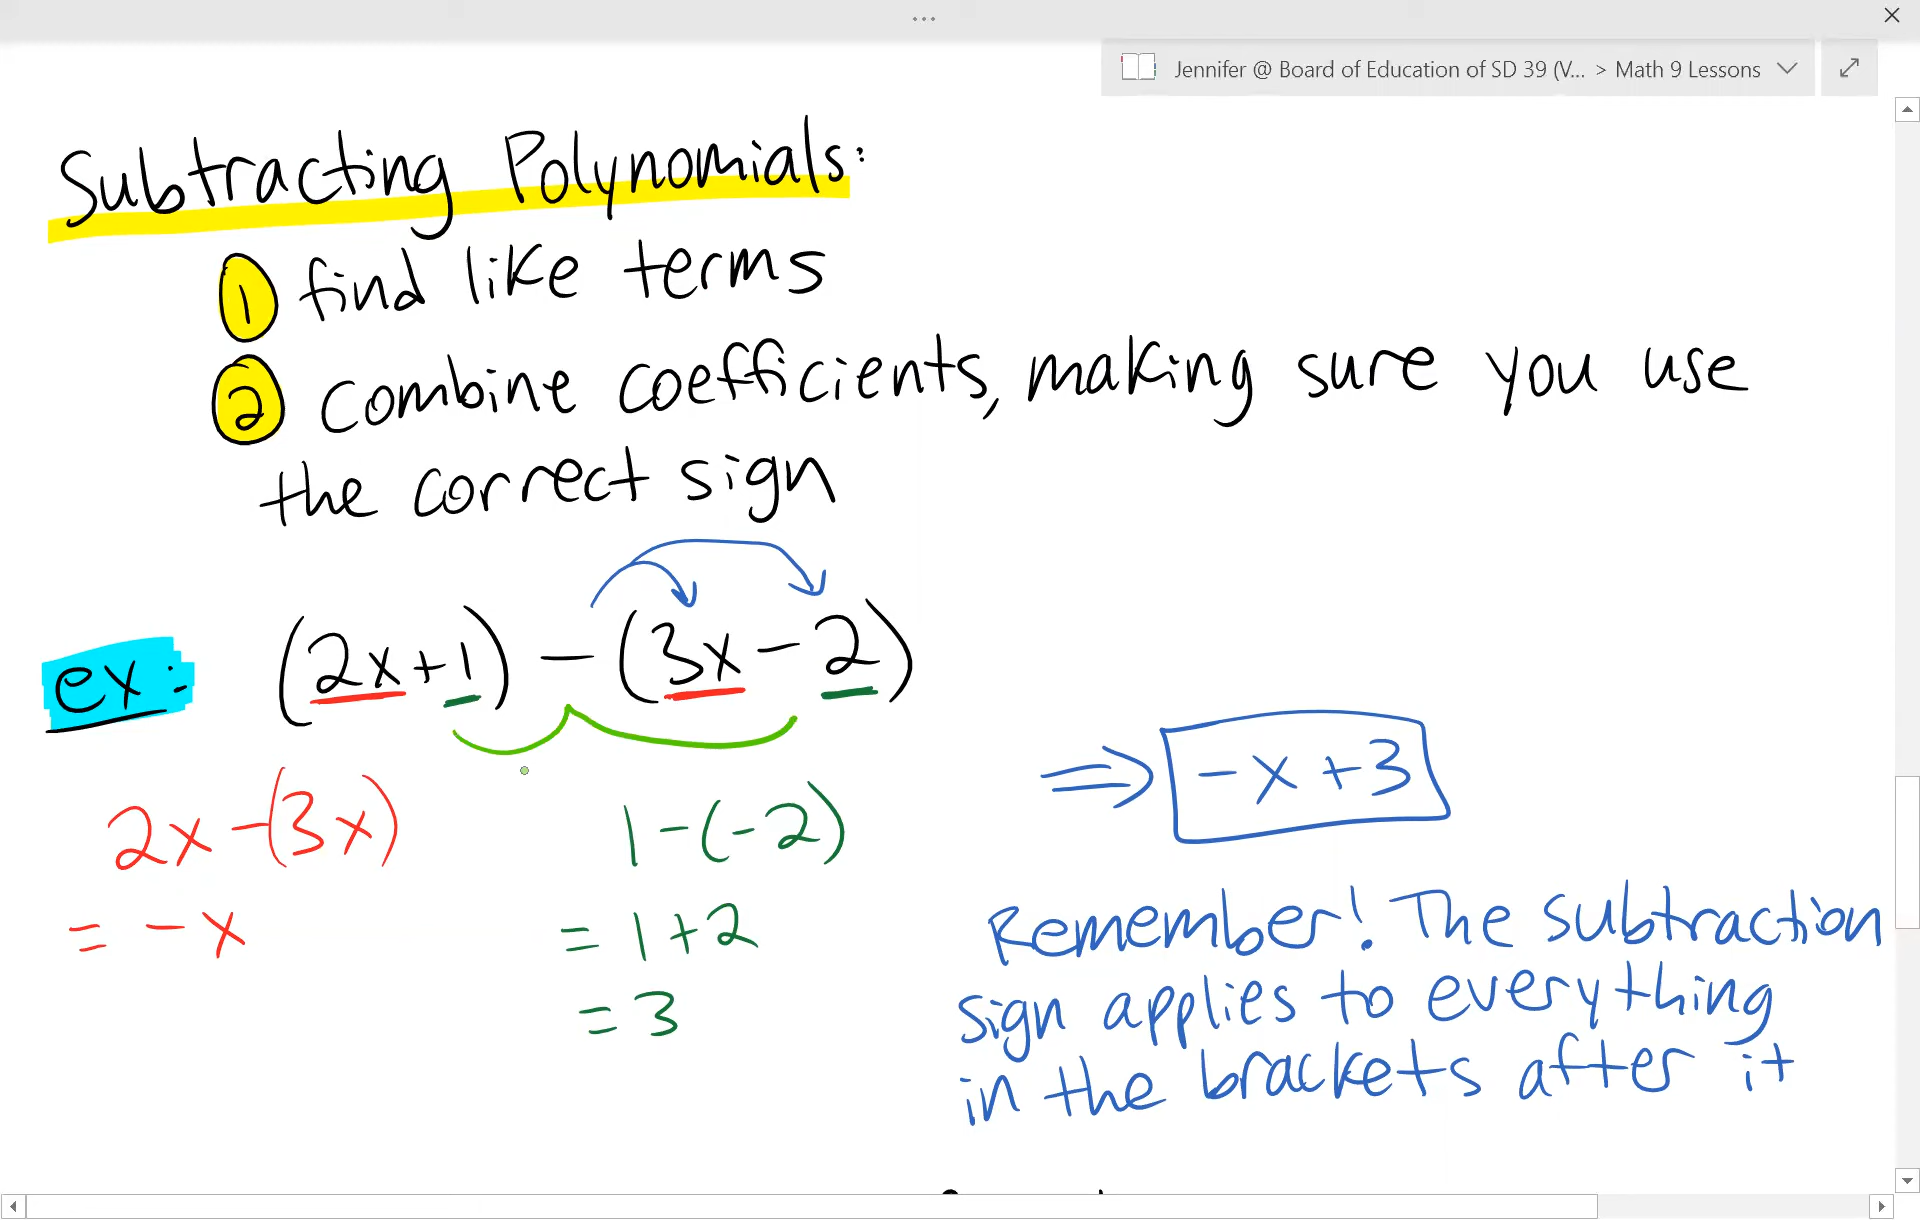 ...
Jennifer @ Board of Education of SD 39 (V... > Math 9 Lessons
Subtracting Polynomials:
1 find like terms
2 combine coefficients, making sure you use
the correct sign
ex: (2x+1) - (3x-2)
2x-(3x)
= -x
1-(-2)
= 1+2
= 3
⇒ -x+3
Remember! The subtraction
sign applies to everything
in the brackets after it